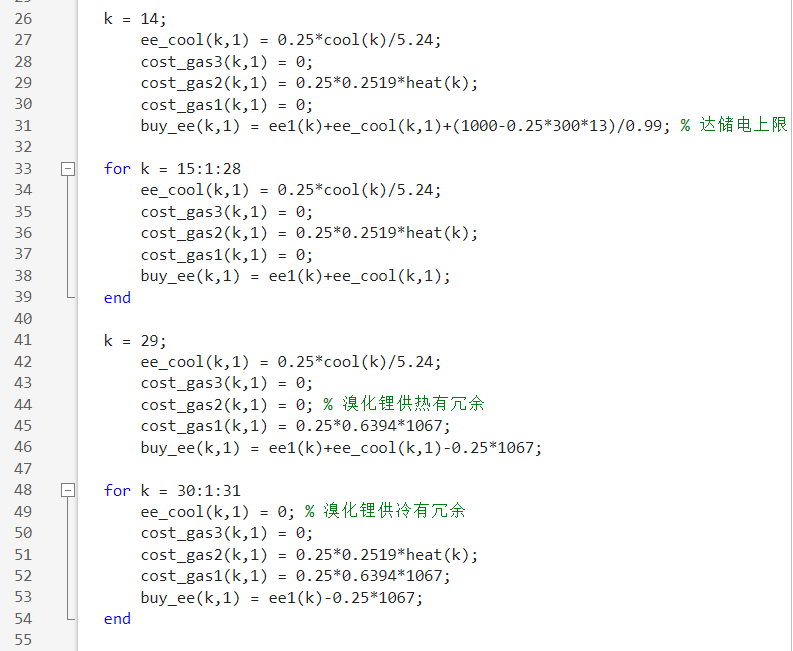 26 k = 14;
27 ee_cool(k,1) = 0.25*cool(k)/5.24;
28 cost_gas3(k,1) = 0;
29 cost_gas2(k,1) = 0.25*0.2519*heat(k);
30 cost_gas1(k,1) = 0;
31 buy_ee(k,1) = ee1(k)+ee_cool(k,1)+(1000-0.25*300*13)/0.99; % 达储电上限
32
33 for k = 15:1:28
34 ee_cool(k,1) = 0.25*cool(k)/5.24;
35 cost_gas3(k,1) = 0;
36 cost_gas2(k,1) = 0.25*0.2519*heat(k);
37 cost_gas1(k,1) = 0;
38 buy_ee(k,1) = ee1(k)+ee_cool(k,1);
39 end
40
41 k = 29;
42 ee_cool(k,1) = 0.25*cool(k)/5.24;
43 cost_gas3(k,1) = 0;
44 cost_gas2(k,1) = 0; % 溴化锂供热有冗余
45 cost_gas1(k,1) = 0.25*0.6394*1067;
46 buy_ee(k,1) = ee1(k)+ee_cool(k,1)-0.25*1067;
47
48 for k = 30:1:31
49 ee_cool(k,1) = 0; % 溴化锂供冷有冗余
50 cost_gas3(k,1) = 0;
51 cost_gas2(k,1) = 0.25*0.2519*heat(k);
52 cost_gas1(k,1) = 0.25*0.6394*1067;
53 buy_ee(k,1) = ee1(k)-0.25*1067;
54 end
55